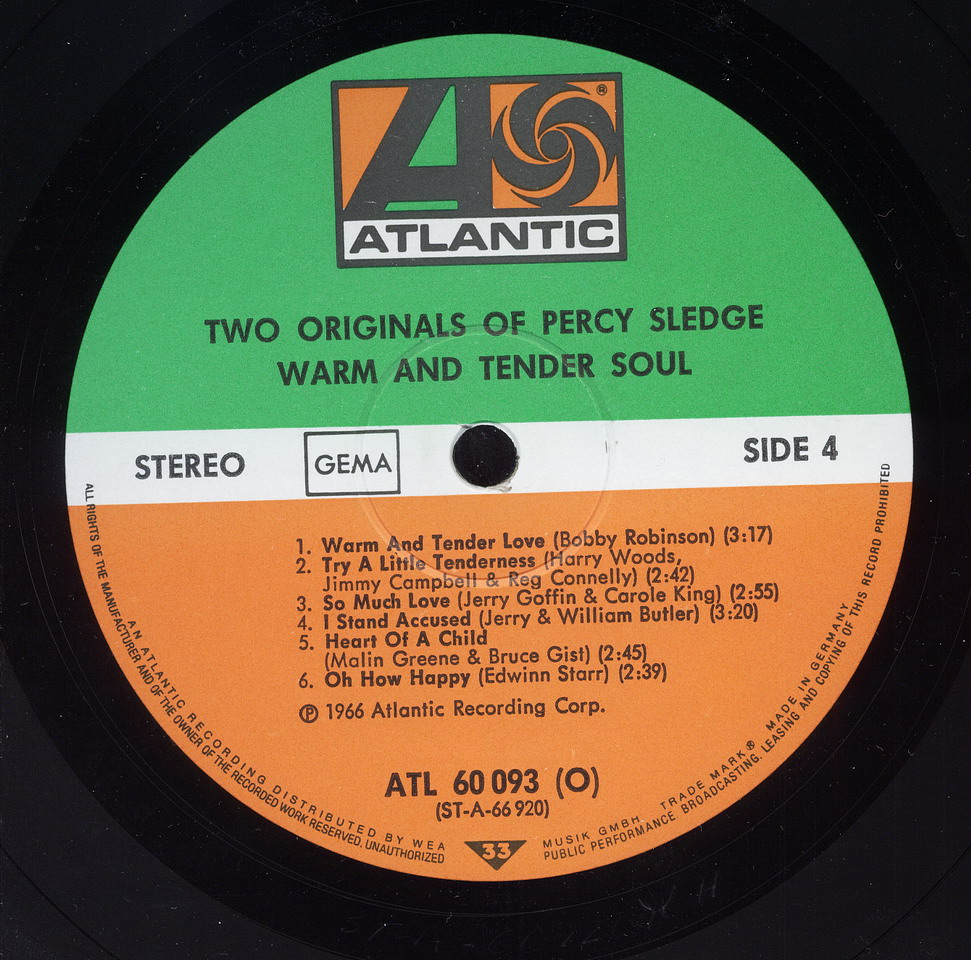 ®
ATLANTIC
TWO ORIGINALS OF PERCY SLEDGE
WARM AND TENDER SOUL
STEREO
GEMA
SIDE 4
1. Warm And Tender Love (Bobby Robinson) (3:17)
2. Try A Little Tenderness (Harry Woods,
Jimmy Campbell & Reg Connelly) (2:42)
3. So Much Love (Jerry Goffin & Carole King) (2:55)
4. I Stand Accused (Jerry & William Butler) (3:20)
5. Heart Of A Child
(Malin Greene & Bruce Gist) (2:45)
6. Oh How Happy (Edwinn Starr) (2:39)
℗ 1966 Atlantic Recording Corp.
ATL 60 093 (O)
(ST-A-66 920)
33
AN ATLANTIC RECORDING DISTRIBUTED BY WEA MUSIK GMBH TRADE MARK® MADE IN GERMANY
ALL RIGHTS OF THE MANUFACTURER AND OF THE OWNER OF THE RECORDED WORK RESERVED, UNAUTHORIZED PUBLIC PERFORMANCE BROADCASTING. LEASING AND COPYING OF THIS RECORD PROHIBITED